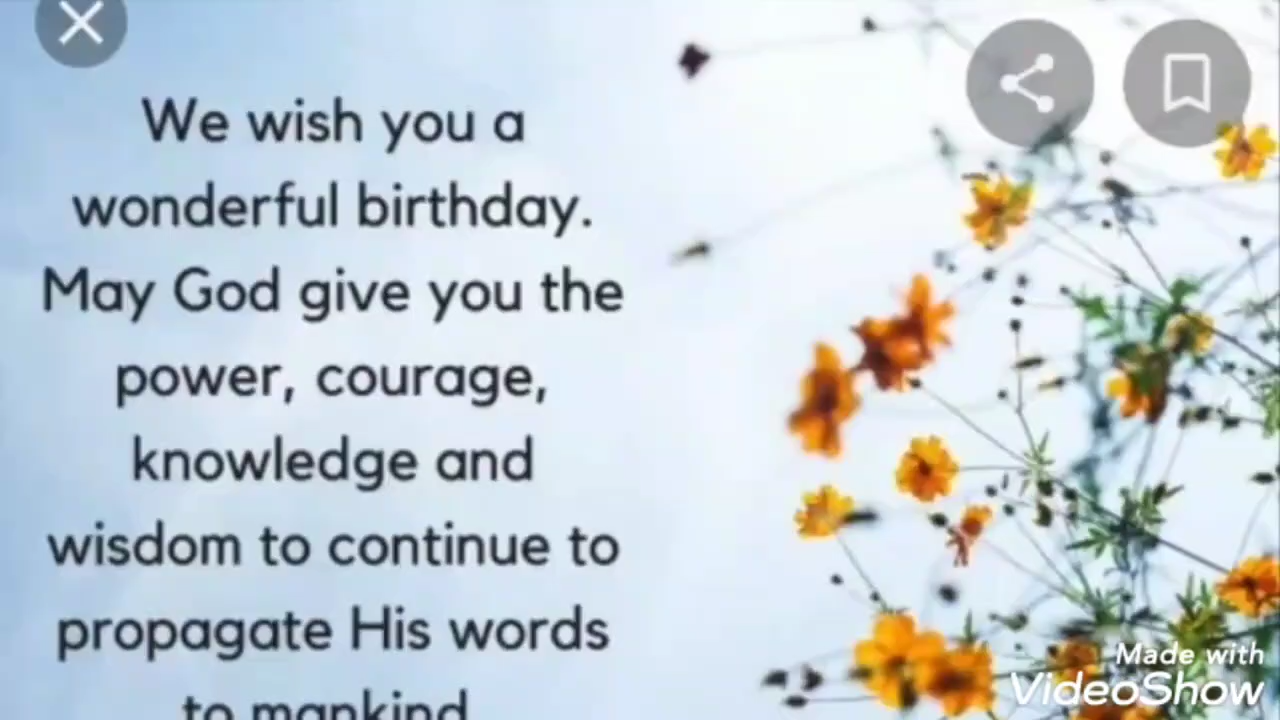 We wish you a
wonderful birthday.
May God give you the
power, courage,
knowledge and
wisdom to continue to
propagate His words
to mankind
Made with
VideoShow